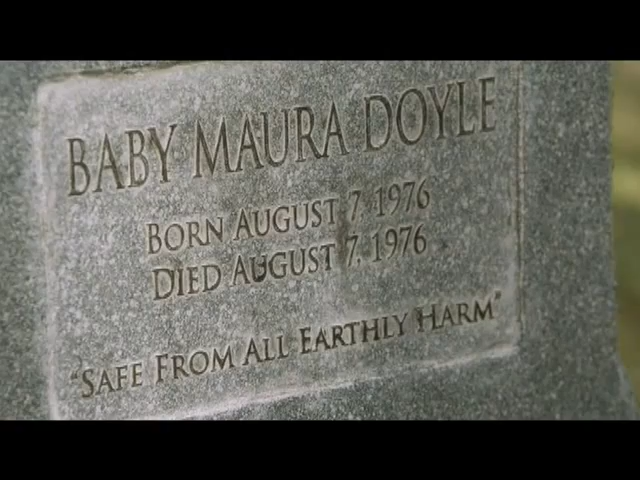 BABY MAURA DOYLE
BORN AUGUST 7, 1976
DIED AUGUST 7, 1976
"SAFE FROM ALL EARTHLY HARM"